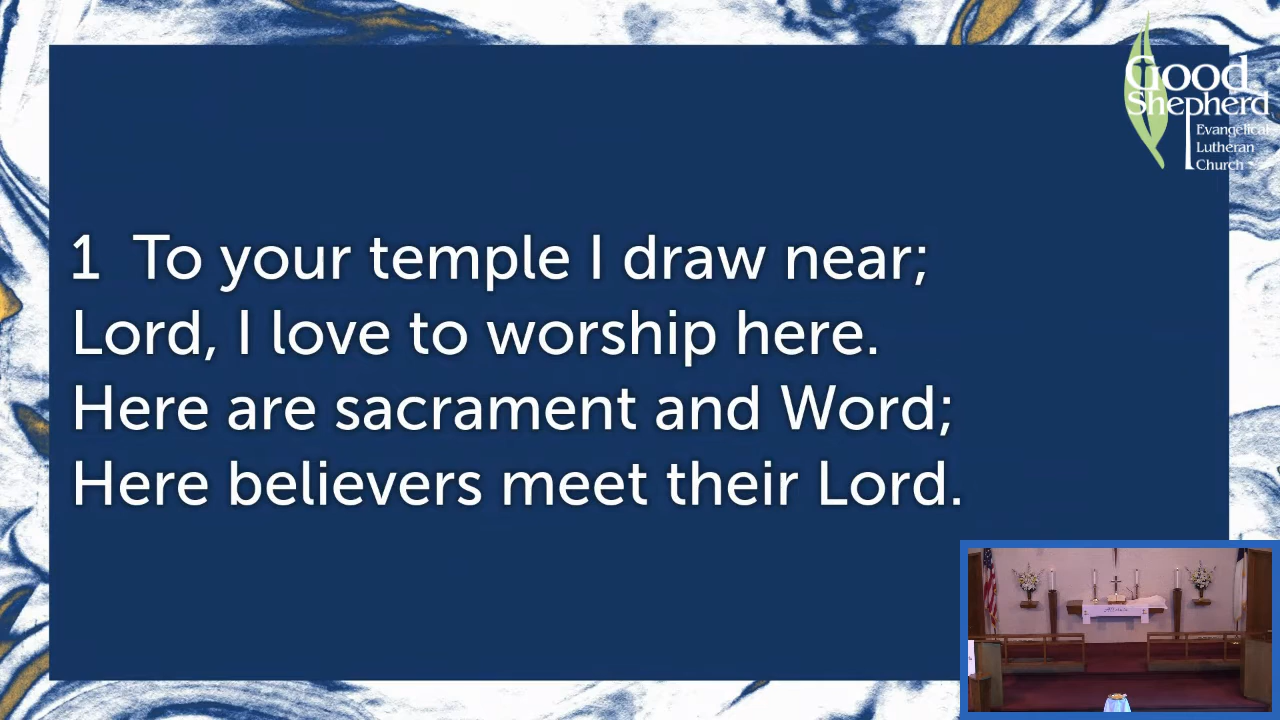 Good
Shepherd
Evangelical
Lutheran
Church
1 To your temple I draw near;
Lord, I love to worship here.
Here are sacrament and Word;
Here believers meet their Lord.